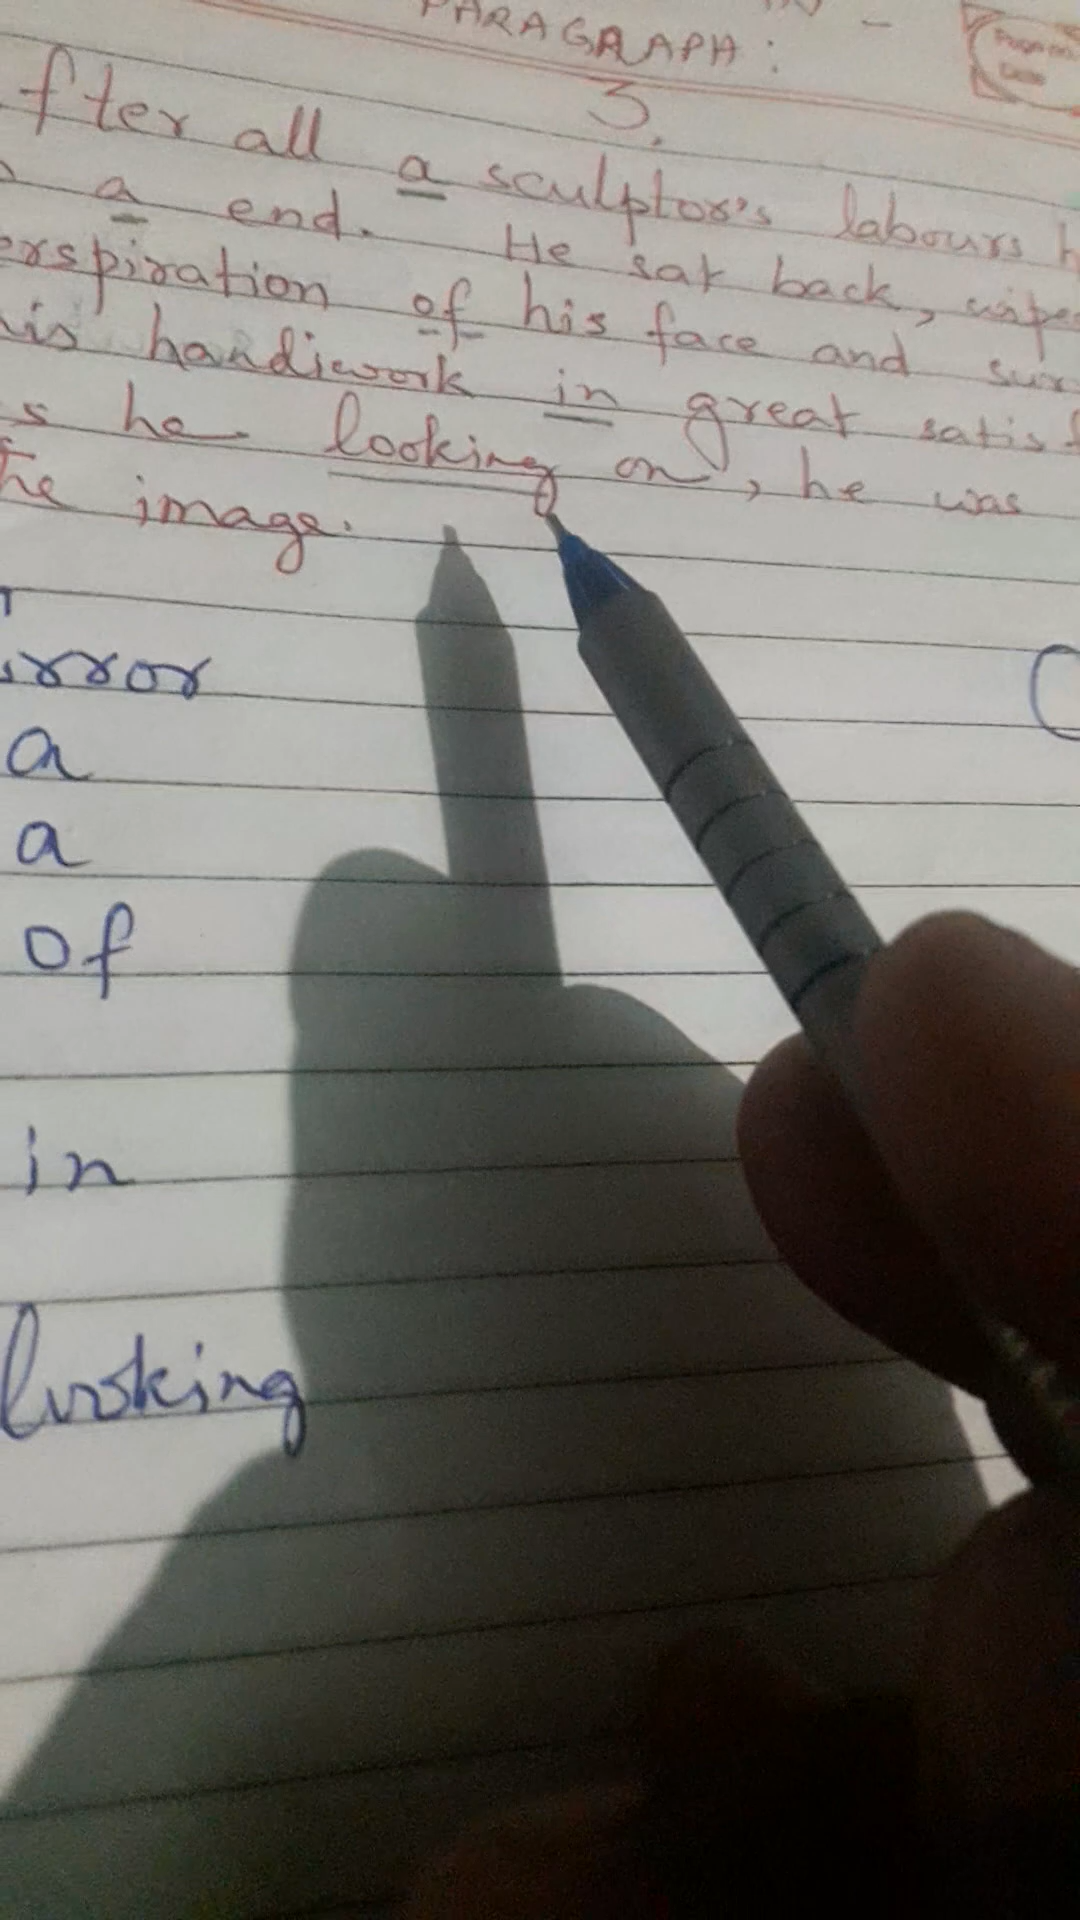 PARAGRAPH:
3.
fter all a sculptor's labours h
a end. He sat back, wipe
erspiration of his face and sur
is handiwork in great satisf
s he looking on, he was
he image.
rror
a
a
of
in
looking